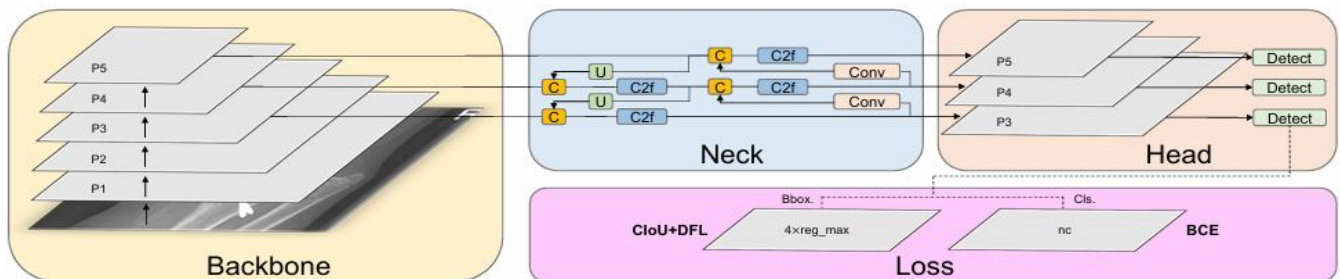 P5
P4
P3
P2
P1
Backbone
C
C2f
U
Conv
C
C2f
C
C2f
U
Conv
C
C2f
Neck
P5
P4
P3
Detect
Detect
Detect
Head
Bbox.
Cls.
CIoU+DFL
4×reg_max
nc
BCE
Loss